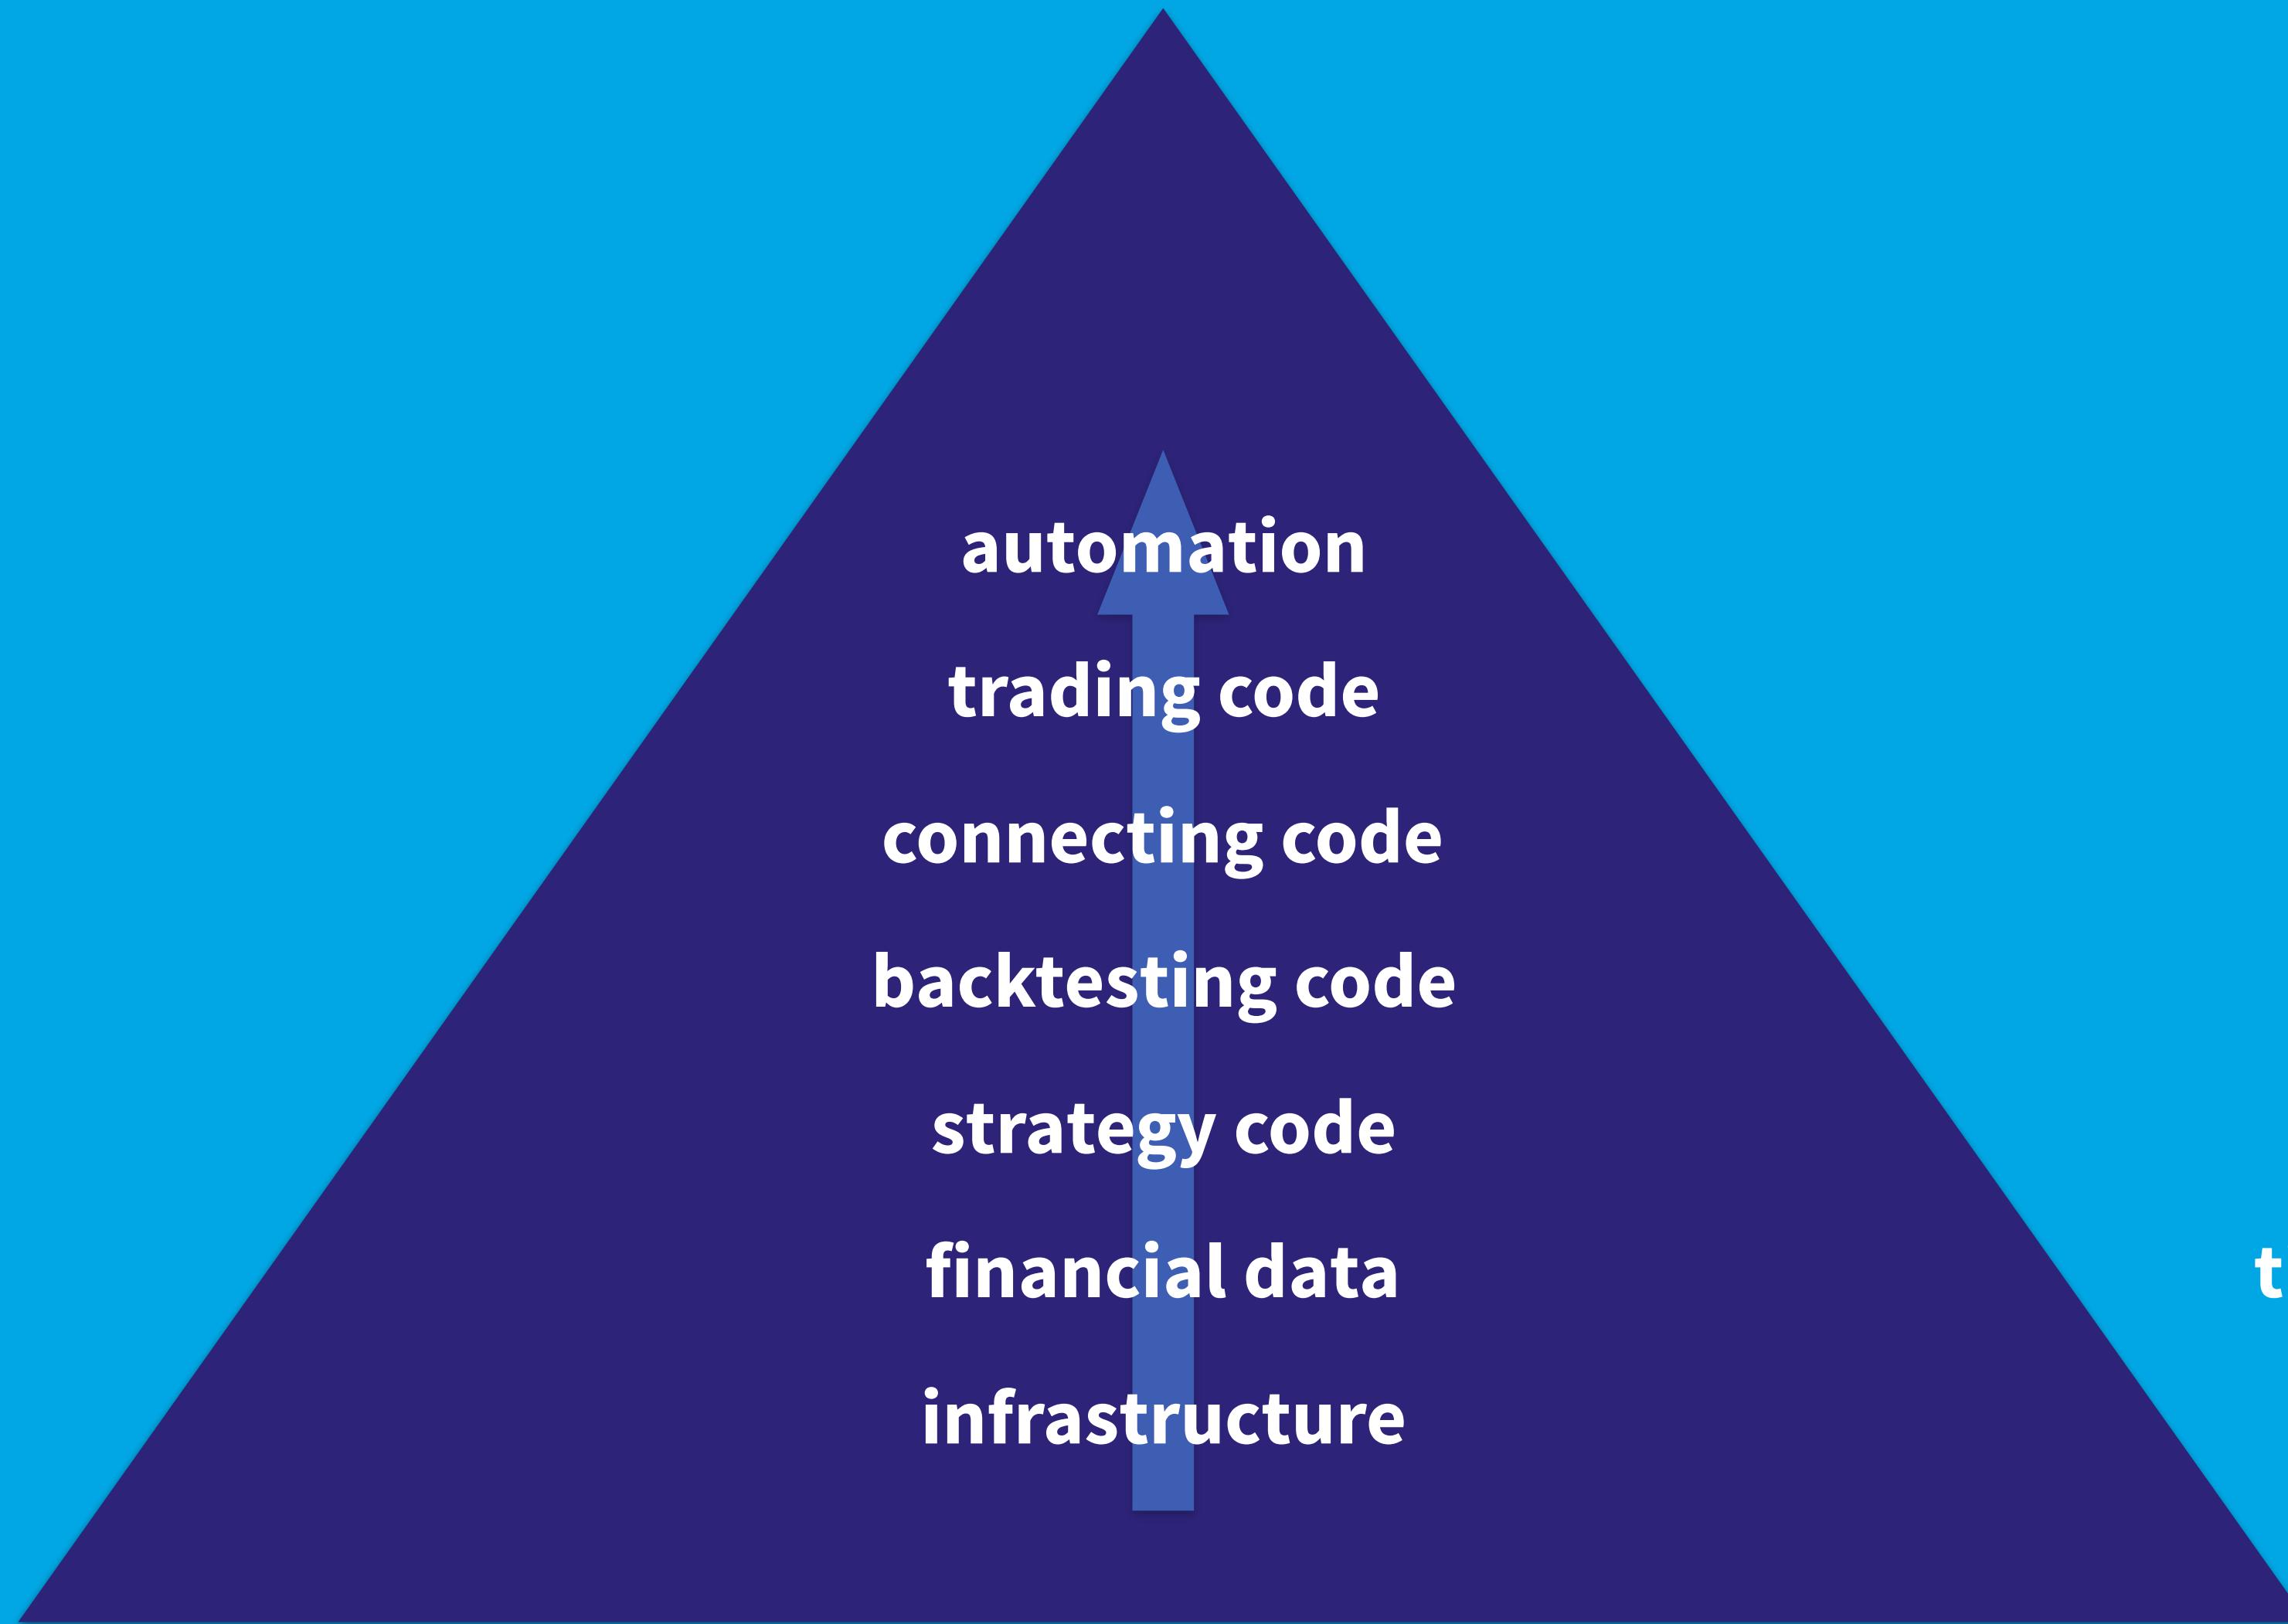 automation
trading code
connecting code
backtesting code
strategy code
financial data
infrastructure
t